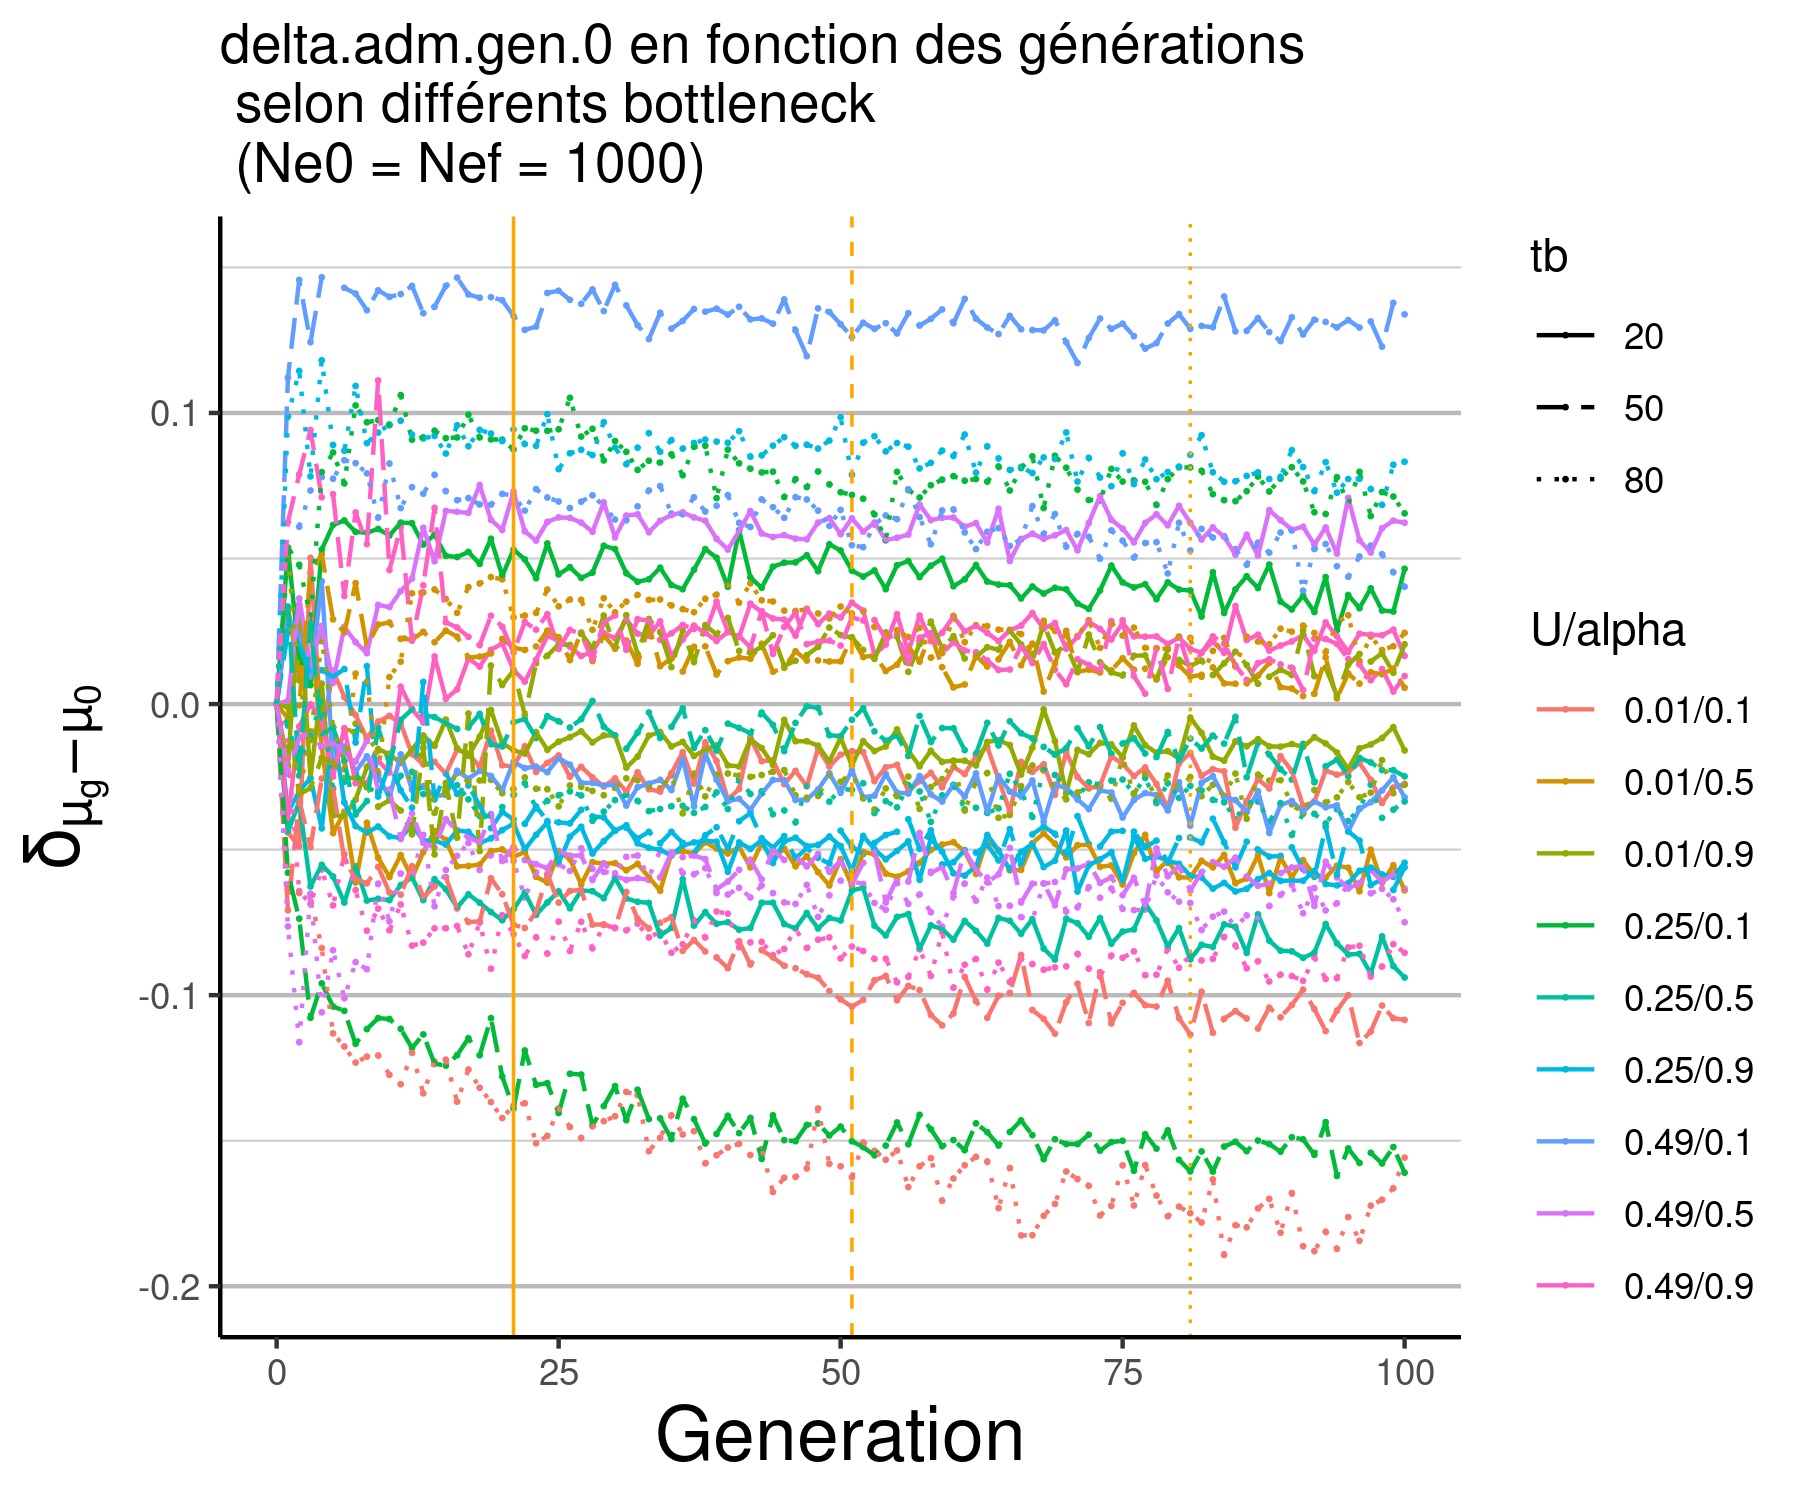 delta.adm.gen.0 en fonction des générations
selon différents bottleneck
(Ne0 = Nef = 1000)
δμg−μ0
0.1
0.0
-0.1
-0.2
0 25 50 75 100
Generation
tb
20
50
80
U/alpha
0.01/0.1
0.01/0.5
0.01/0.9
0.25/0.1
0.25/0.5
0.25/0.9
0.49/0.1
0.49/0.5
0.49/0.9